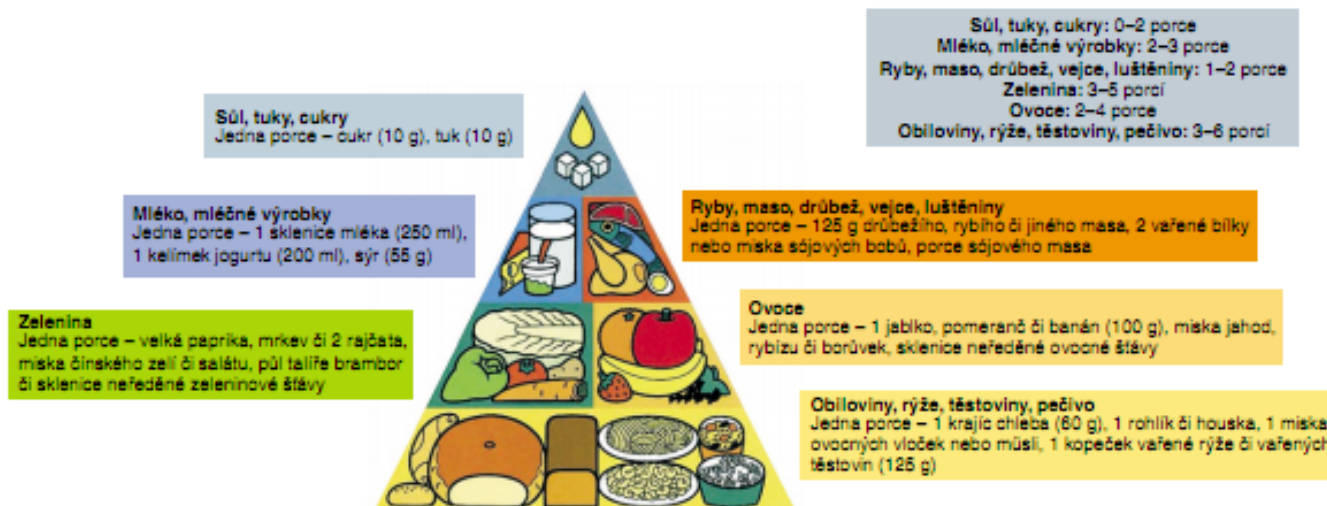 Sůl, tuky, cukry: 0–2 porce
Mléko, mléčné výrobky: 2–3 porce
Ryby, maso, drůbež, vejce, luštěniny: 1–2 porce
Zelenina: 3–5 porcí
Ovoce: 2–4 porce
Obiloviny, rýže, těstoviny, pečivo: 3–6 porcí
Sůl, tuky, cukry
Jedna porce – cukr (10 g), tuk (10 g)
Mléko, mléčné výrobky
Jedna porce – 1 sklenice mléka (250 ml),
1 kelímek jogurtu (200 ml), sýr (55 g)
Ryby, maso, drůbež, vejce, luštěniny
Jedna porce – 125 g drůbežího, rybího či jiného masa, 2 vařené bílky
nebo miska sójových bobů, porce sójového masa
Zelenina
Jedna porce – velká paprika, mrkev či 2 rajčata,
miska čínského zelí či salátu, půl talíře brambor
či sklenice neředěné zeleninové šťávy
Ovoce
Jedna porce – 1 jablko, pomeranč či banán (100 g), miska jahod,
rybízu či borůvek, sklenice neředěné ovocné šťávy
Obiloviny, rýže, těstoviny, pečivo
Jedna porce – 1 krajíc chleba (60 g), 1 rohlík či houska, 1 miska
ovocných vloček nebo müsli, 1 kopeček vařené rýže či vařených
těstovin (125 g)